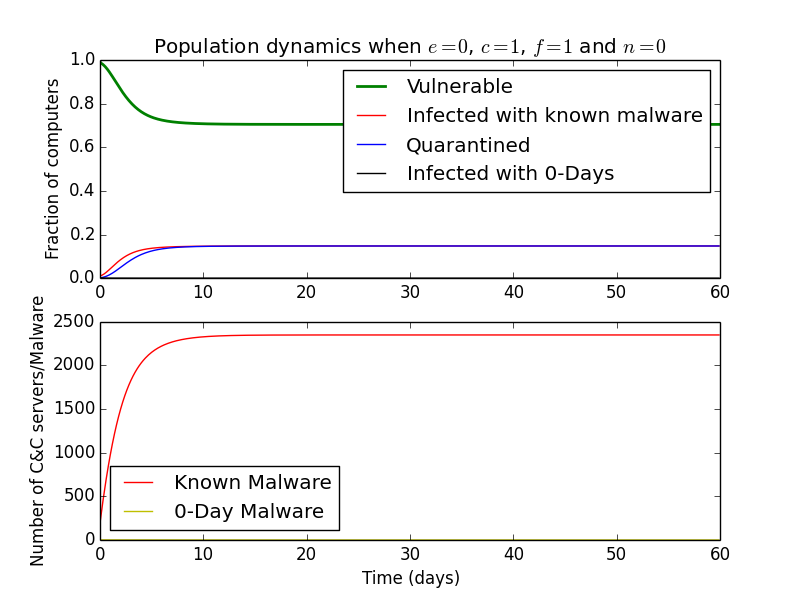 Population dynamics when e=0, c=1, f=1 and n=0
Fraction of computers
1.0
0.8
0.6
0.4
0.2
0.0
Vulnerable
Infected with known malware
Quarantined
Infected with 0-Days
0 10 20 30 40 50 60
Number of C&C servers/Malware
2500
2000
1500
1000
500
0
Known Malware
0-Day Malware
0 10 20 30 40 50 60
Time (days)